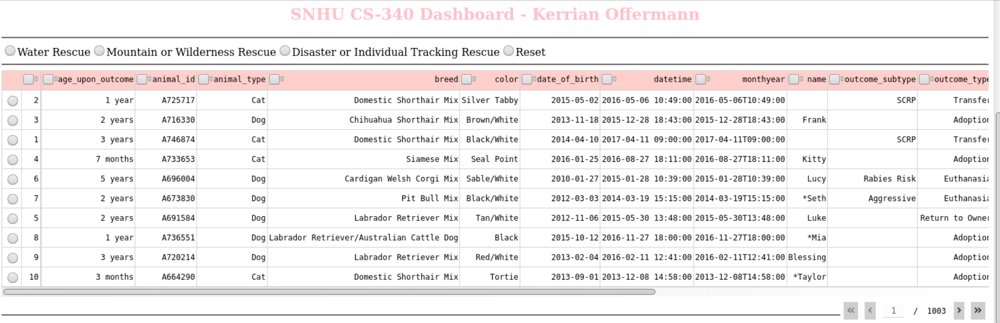 SNHU CS-340 Dashboard - Kerrian Offermann
Water Rescue Mountain or Wilderness Rescue Disaster or Individual Tracking Rescue Reset
age_upon_outcome animal_id animal_type breed color date_of_birth datetime monthyear name outcome_subtype outcome_type
2 1 year A725717 Cat Domestic Shorthair Mix Silver Tabby 2015-05-02 2016-05-06 10:49:00 2016-05-06T10:49:00 SCRP Transfer
3 2 years A716330 Dog Chihuahua Shorthair Mix Brown/White 2013-11-18 2015-12-28 18:43:00 2015-12-28T18:43:00 Frank Adoption
1 3 years A746874 Cat Domestic Shorthair Mix Black/White 2014-04-10 2017-04-11 09:00:00 2017-04-11T09:00:00 SCRP Transfer
4 7 months A733653 Cat Siamese Mix Seal Point 2016-01-25 2016-08-27 18:11:00 2016-08-27T18:11:00 Kitty Adoption
6 5 years A696004 Dog Cardigan Welsh Corgi Mix Sable/White 2010-01-27 2015-01-28 10:39:00 2015-01-28T10:39:00 Lucy Rabies Risk Euthanasia
7 2 years A673830 Dog Pit Bull Mix Black/White 2012-03-03 2014-03-19 15:15:00 2014-03-19T15:15:00 *Seth Aggressive Euthanasia
5 2 years A691584 Dog Labrador Retriever Mix Tan/White 2012-11-06 2015-05-30 13:48:00 2015-05-30T13:48:00 Luke Return to Owner
8 1 year A736551 Dog Labrador Retriever/Australian Cattle Dog Black 2015-10-12 2016-11-27 18:00:00 2016-11-27T18:00:00 *Mia Adoption
9 3 years A720214 Dog Labrador Retriever Mix Red/White 2013-02-04 2016-02-11 12:41:00 2016-02-11T12:41:00 Blessing Adoption
10 3 months A664290 Cat Domestic Shorthair Mix Tortie 2013-09-01 2013-12-08 14:58:00 2013-12-08T14:58:00 *Taylor Adoption
« ‹ 1 / 1003 › »